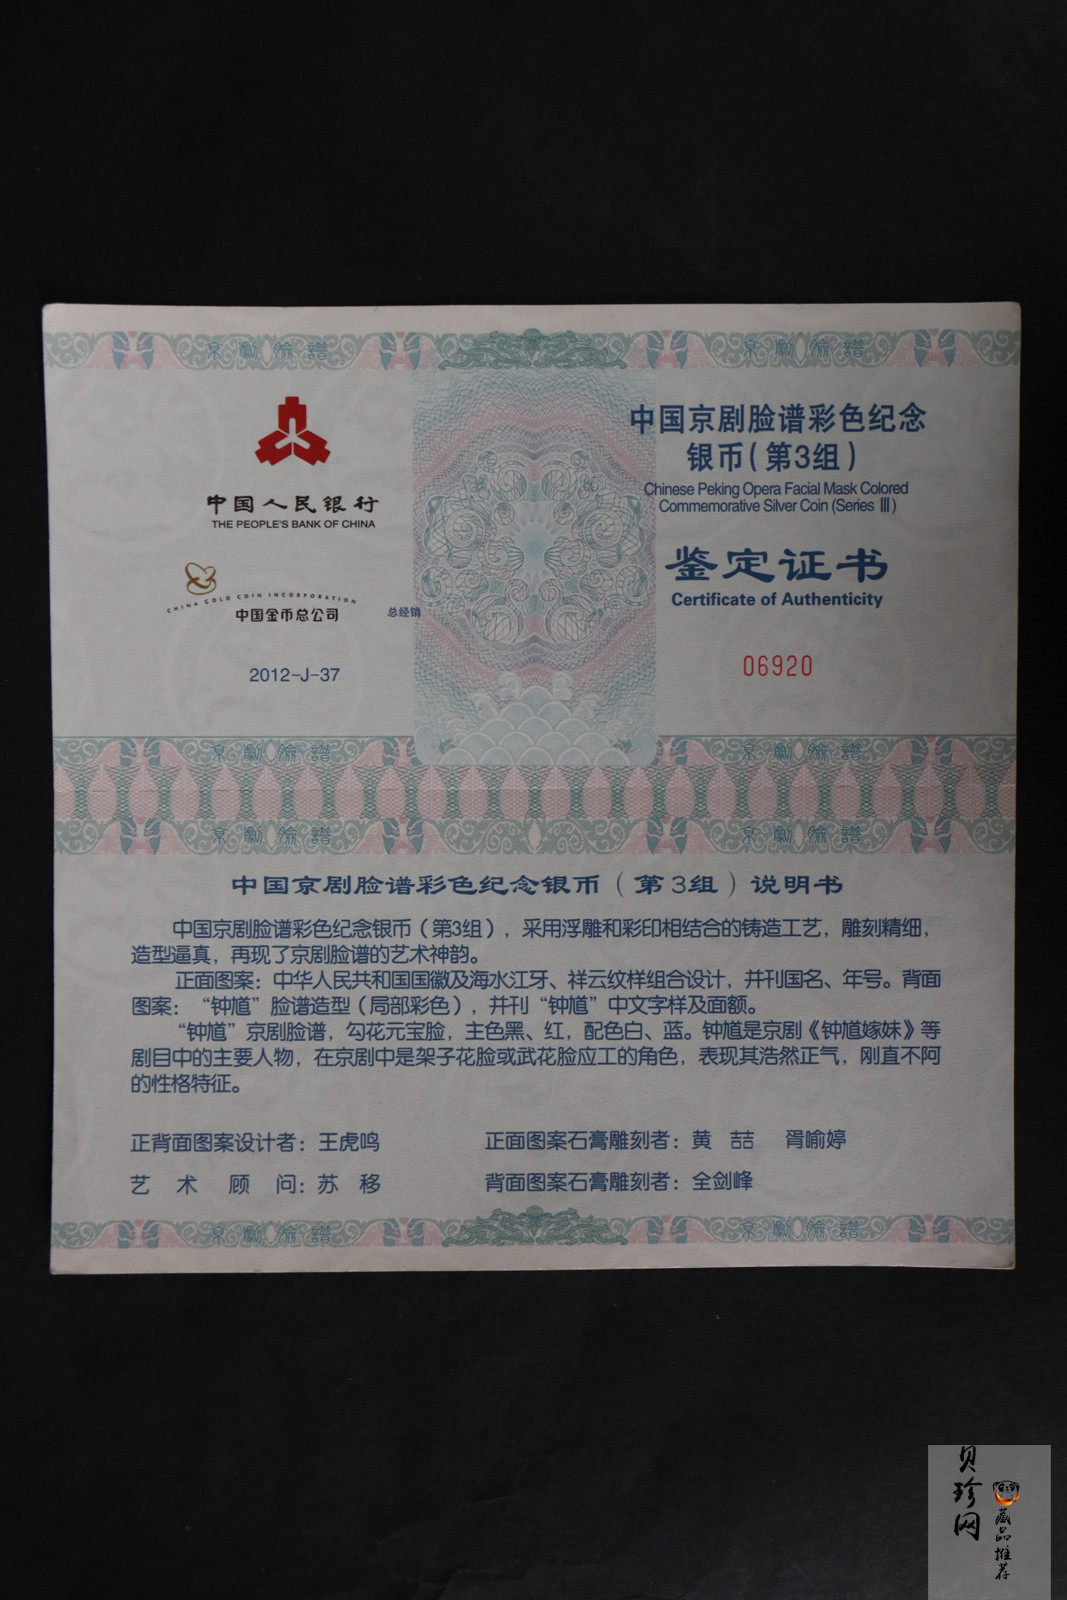 京剧脸谱
京剧脸谱
中国人民银行
THE PEOPLE'S BANK OF CHINA
CHINA GOLD COIN INCORPORATION
中国金币总公司 总经销
2012-J-37
中国京剧脸谱彩色纪念
银币(第3组)
Chinese Peking Opera Facial Mask Colored
Commemorative Silver Coin (Series Ⅲ)
鉴定证书
Certificate of Authenticity
06920
京剧脸谱
京剧脸谱
京剧脸谱
京剧脸谱
中国京剧脸谱彩色纪念银币(第3组)说明书
中国京剧脸谱彩色纪念银币(第3组),采用浮雕和彩印相结合的铸造工艺,雕刻精细,
造型逼真,再现了京剧脸谱的艺术神韵。
正面图案:中华人民共和国国徽及海水江牙、祥云纹样组合设计,并刊国名、年号。背面
图案:“钟馗”脸谱造型(局部彩色),并刊“钟馗”中文字样及面额。
“钟馗”京剧脸谱,勾花元宝脸,主色黑、红,配色白、蓝。钟馗是京剧《钟馗嫁妹》等
剧目中的主要人物,在京剧中是架子花脸或武花脸应工的角色,表现其浩然正气,刚直不阿
的性格特征。
正背面图案设计者:王虎鸣 正面图案石膏雕刻者:黄 喆 胥喻婷
艺 术 顾 问:苏 移 背面图案石膏雕刻者:全剑峰
京剧脸谱
京剧脸谱
贝珍网
藏品推荐